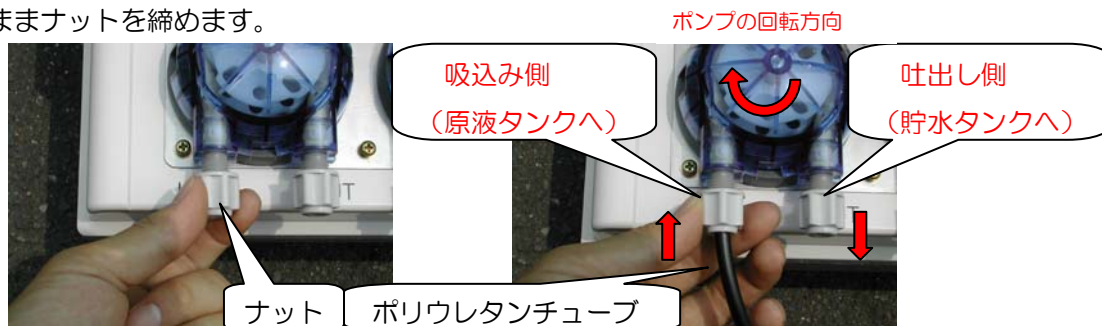 ままナットを締めます。
ポンプの回転方向
吸込み側
（原液タンクへ）
吐出し側
（貯水タンクへ）
T
T
ナット
ポリウレタンチューブ